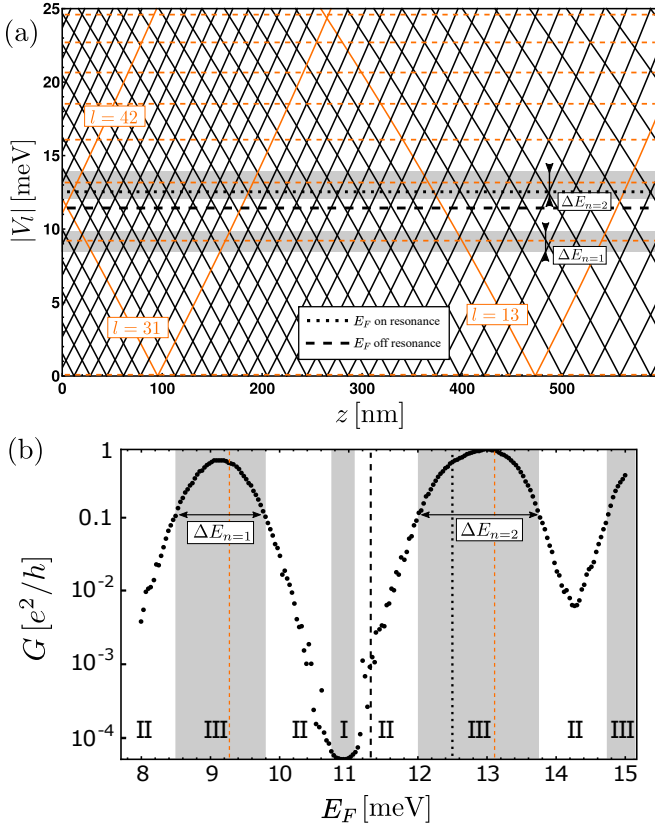 (a)
|V_l| [meV]
25
20
15
10
5
0
l = 42
l = 31
l = 13
ΔE_{n=2}
ΔE_{n=1}
E_F on resonance
E_F off resonance
0 100 200 300 400 500
z [nm]
(b)
G [e^2/h]
1
0.1
10^{-2}
10^{-3}
10^{-4}
ΔE_{n=1}
ΔE_{n=2}
II III II I II III II III
8 9 10 11 12 13 14 15
E_F [meV]